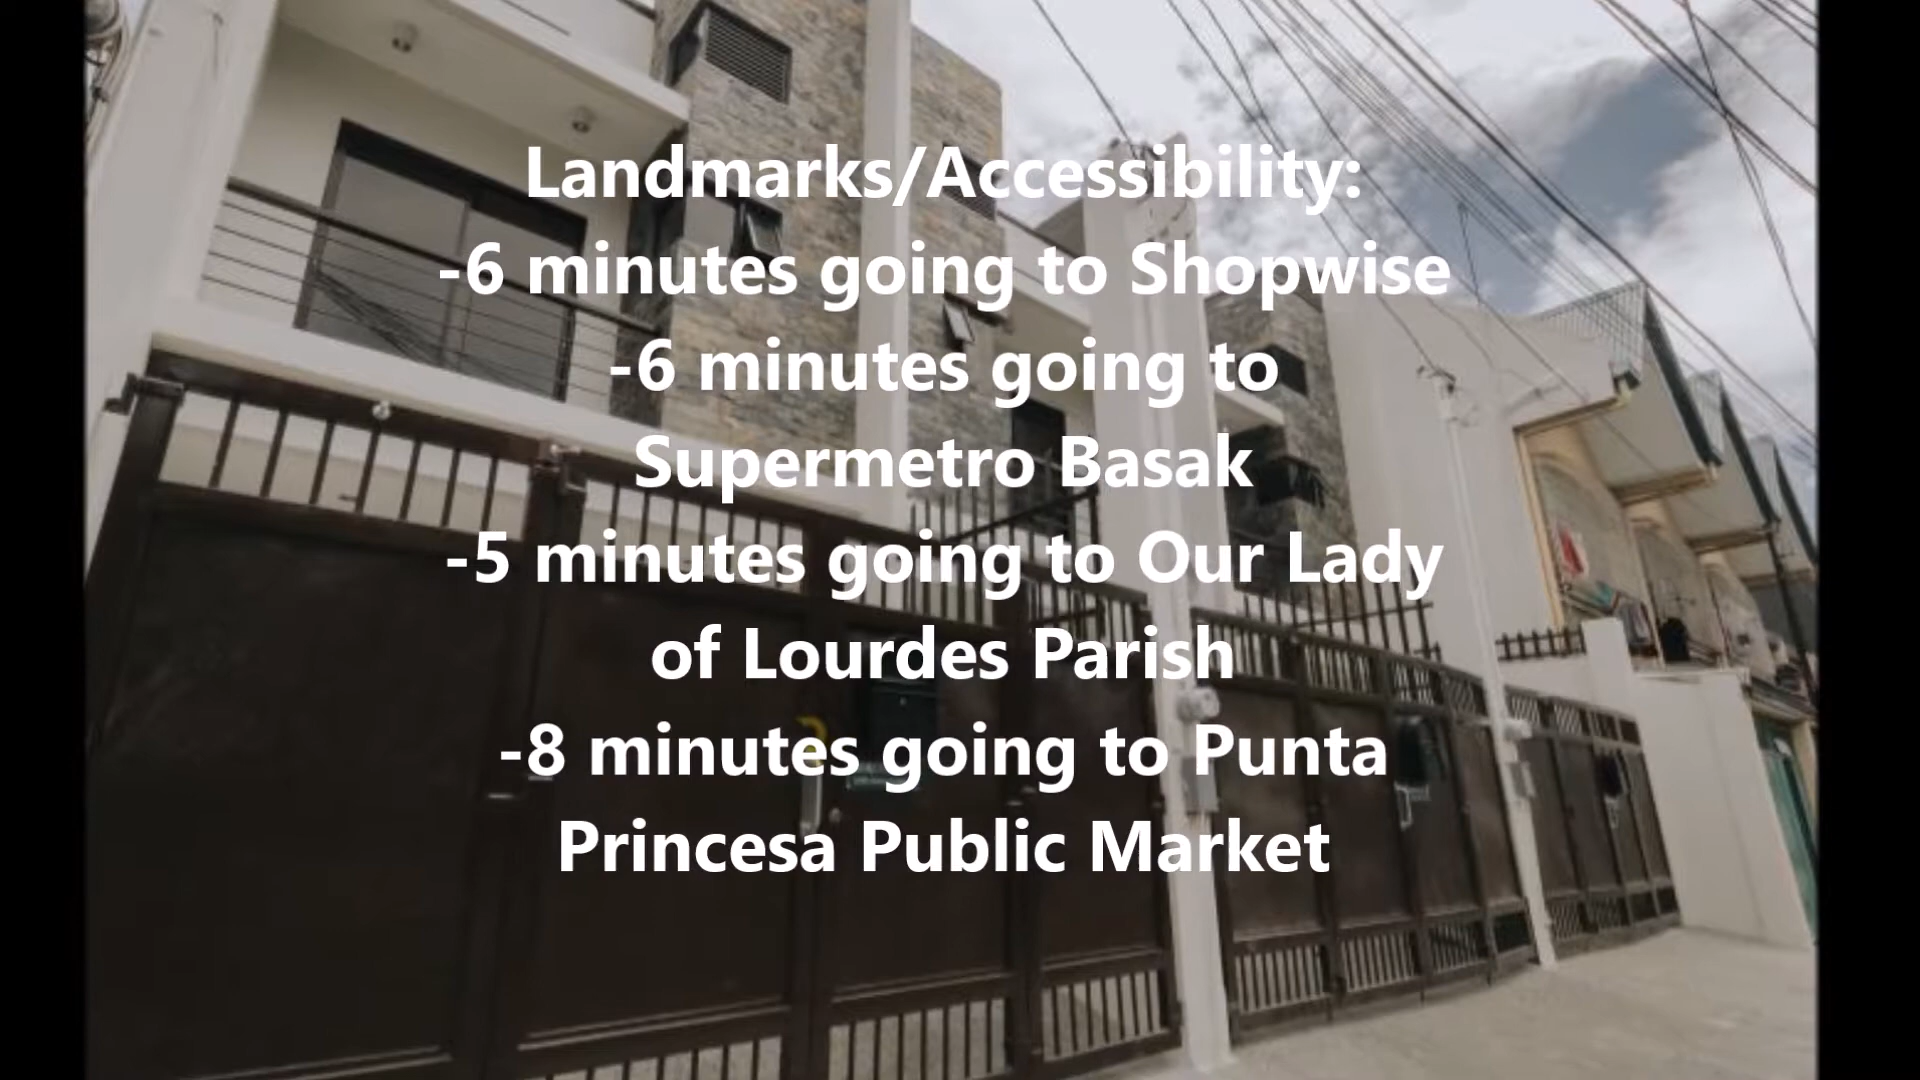 Landmarks/Accessibility:
-6 minutes going to Shopwise
-6 minutes going to
Supermetro Basak
-5 minutes going to Our Lady
of Lourdes Parish
-8 minutes going to Punta
Princesa Public Market